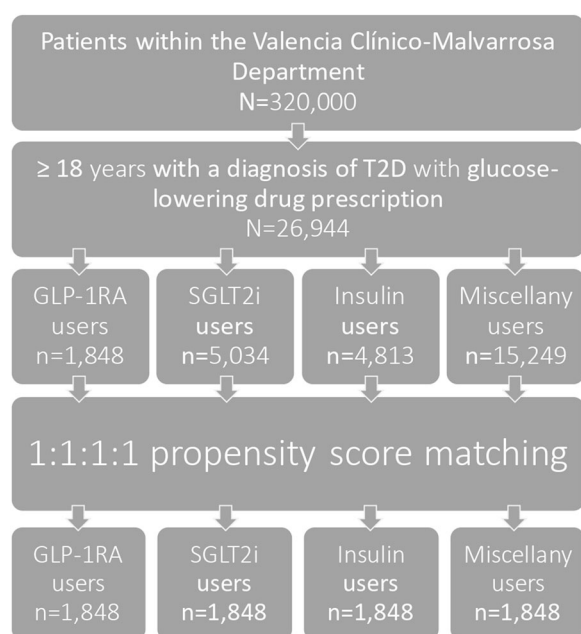 Patients within the Valencia Clínico-Malvarrosa
Department
N=320,000
≥ 18 years with a diagnosis of T2D with glucose-
lowering drug prescription
N=26,944
GLP-1RA
users
n=1,848
SGLT2i
users
n=5,034
Insulin
users
n=4,813
Miscellany
users
n=15,249
1:1:1:1 propensity score matching
GLP-1RA
users
n=1,848
SGLT2i
users
n=1,848
Insulin
users
n=1,848
Miscellany
users
n=1,848